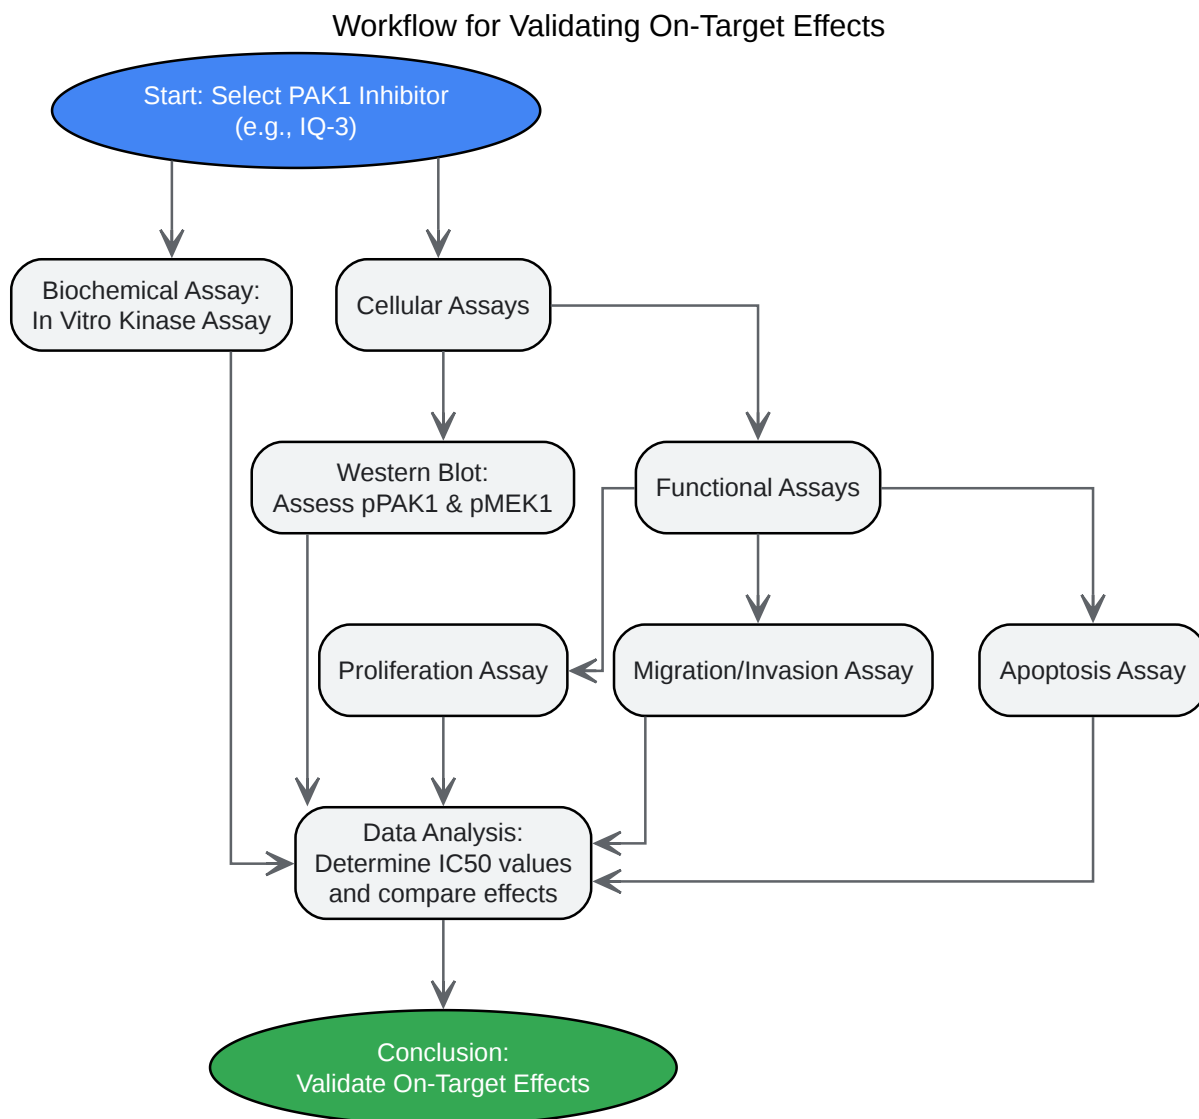 Workflow for Validating On-Target Effects
Start: Select PAK1 Inhibitor
(e.g., IQ-3)
Biochemical Assay:
In Vitro Kinase Assay
Cellular Assays
Western Blot:
Assess pPAK1 & pMEK1
Functional Assays
Proliferation Assay
Migration/Invasion Assay
Apoptosis Assay
Data Analysis:
Determine IC50 values
and compare effects
Conclusion:
Validate On-Target Effects